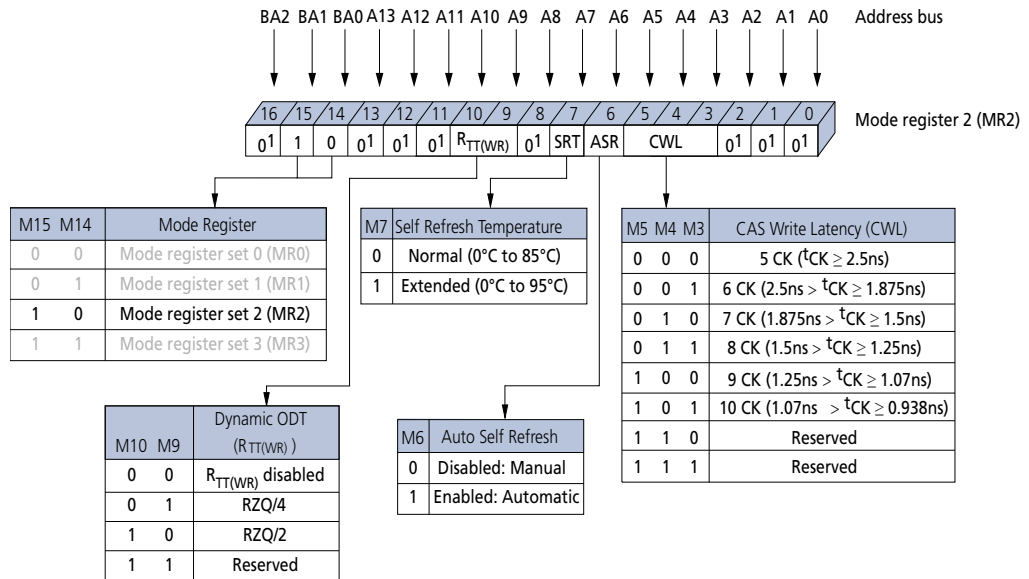 BA2 BA1 BA0 A13 A12 A11 A10 A9 A8 A7 A6 A5 A4 A3 A2 A1 A0 Address bus
16 15 14 13 12 11 10 9 8 7 6 5 4 3 2 1 0
Mode register 2 (MR2)
0¹ 1 0 0¹ 0¹ 0¹ RTT(WR) 0¹ SRT ASR CWL 0¹ 0¹ 0¹
M15 M14 Mode Register
0 0 Mode register set 0 (MR0)
0 1 Mode register set 1 (MR1)
1 0 Mode register set 2 (MR2)
1 1 Mode register set 3 (MR3)
M7 Self Refresh Temperature
0 Normal (0°C to 85°C)
1 Extended (0°C to 95°C)
M5 M4 M3 CAS Write Latency (CWL)
0 0 0 5 CK (tCK ≥ 2.5ns)
0 0 1 6 CK (2.5ns > tCK ≥ 1.875ns)
0 1 0 7 CK (1.875ns > tCK ≥ 1.5ns)
0 1 1 8 CK (1.5ns > tCK ≥ 1.25ns)
1 0 0 9 CK (1.25ns > tCK ≥ 1.07ns)
1 0 1 10 CK (1.07ns > tCK ≥ 0.938ns)
1 1 0 Reserved
1 1 1 Reserved
Dynamic ODT
M10 M9 (RTT(WR) )
0 0 RTT(WR) disabled
0 1 RZQ/4
1 0 RZQ/2
1 1 Reserved
M6 Auto Self Refresh
0 Disabled: Manual
1 Enabled: Automatic